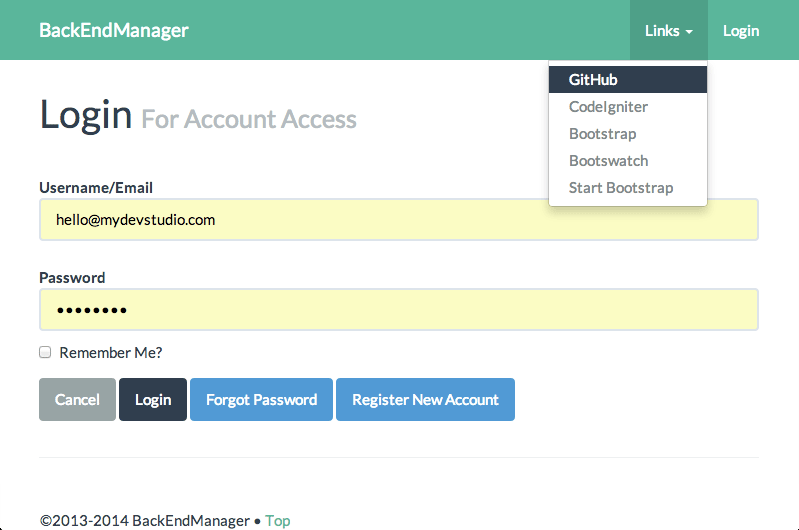 BackEndManager Links Login
GitHub
CodeIgniter
Bootstrap
Bootswatch
Start Bootstrap
Login For Account Access
Username/Email
hello@mydevstudio.com
Password
••••••••
Remember Me?
Cancel Login Forgot Password Register New Account
©2013-2014 BackEndManager • Top